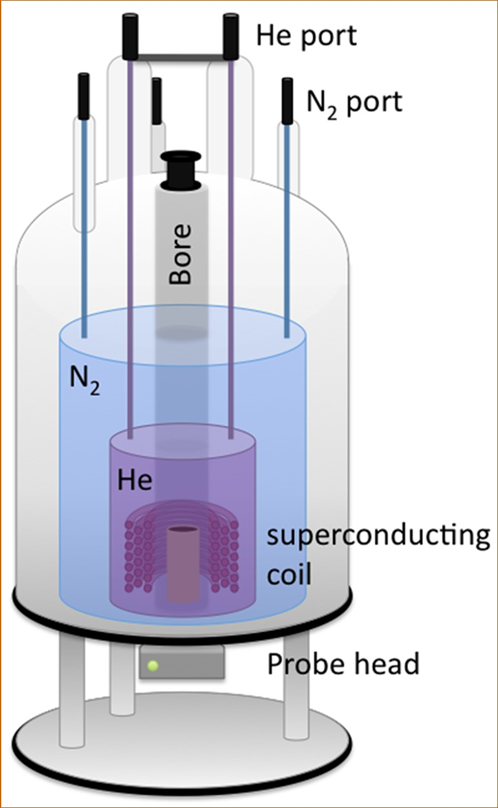 He port
N₂ port
Bore
N₂
He
superconducting
coil
Probe head